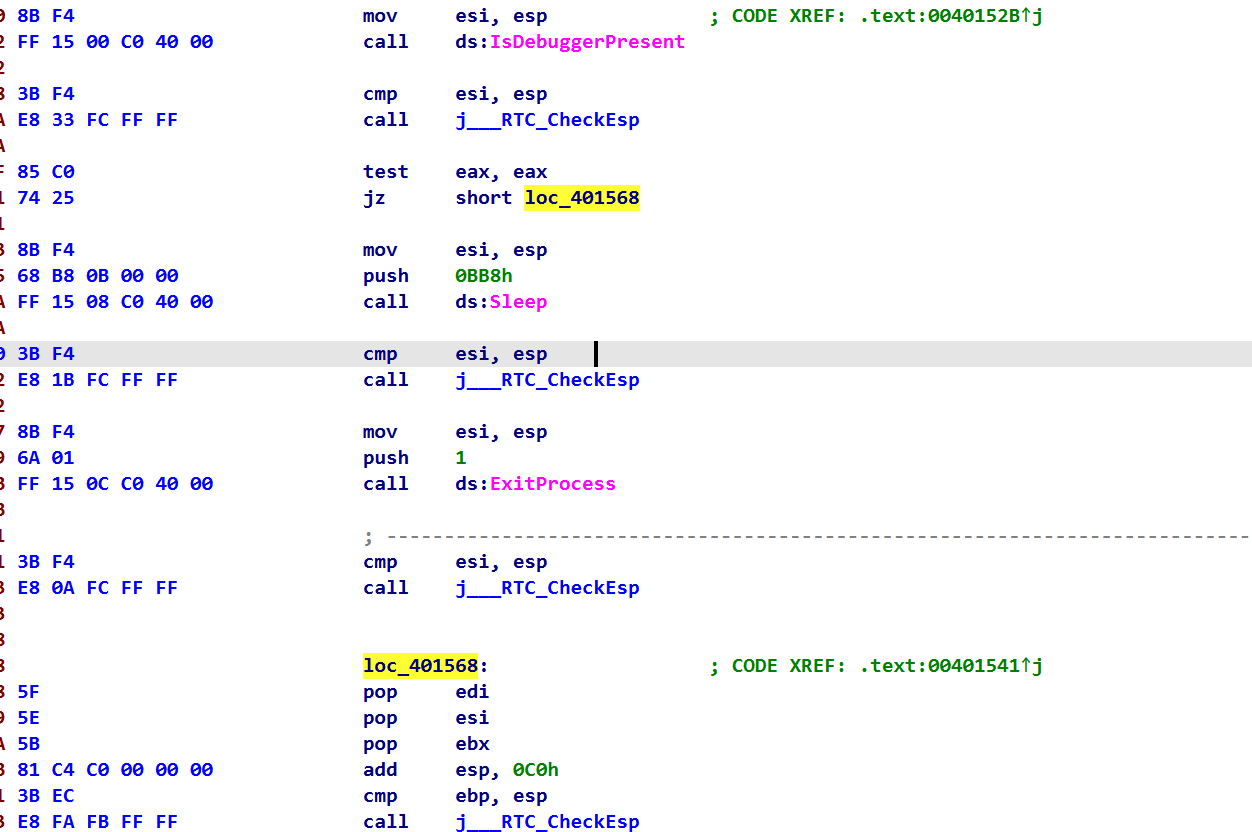 0 8B F4 mov esi, esp ; CODE XREF: .text:0040152B↑j
2 FF 15 00 C0 40 00 call ds:IsDebuggerPresent
2
8 3B F4 cmp esi, esp
A E8 33 FC FF FF call j___RTC_CheckEsp
A
F 85 C0 test eax, eax
1 74 25 jz short loc_401568
1
3 8B F4 mov esi, esp
5 68 B8 0B 00 00 push 0BB8h
A FF 15 08 C0 40 00 call ds:Sleep
A
0 3B F4 cmp esi, esp
2 E8 1B FC FF FF call j___RTC_CheckEsp
2
7 8B F4 mov esi, esp
9 6A 01 push 1
B FF 15 0C C0 40 00 call ds:ExitProcess
B
1 ; ---------------------------------------------------------------------------
1 3B F4 cmp esi, esp
3 E8 0A FC FF FF call j___RTC_CheckEsp
3
8
8 loc_401568: ; CODE XREF: .text:00401541↑j
8 5F pop edi
9 5E pop esi
A 5B pop ebx
B 81 C4 C0 00 00 00 add esp, 0C0h
1 3B EC cmp ebp, esp
3 E8 FA FB FF FF call j___RTC_CheckEsp